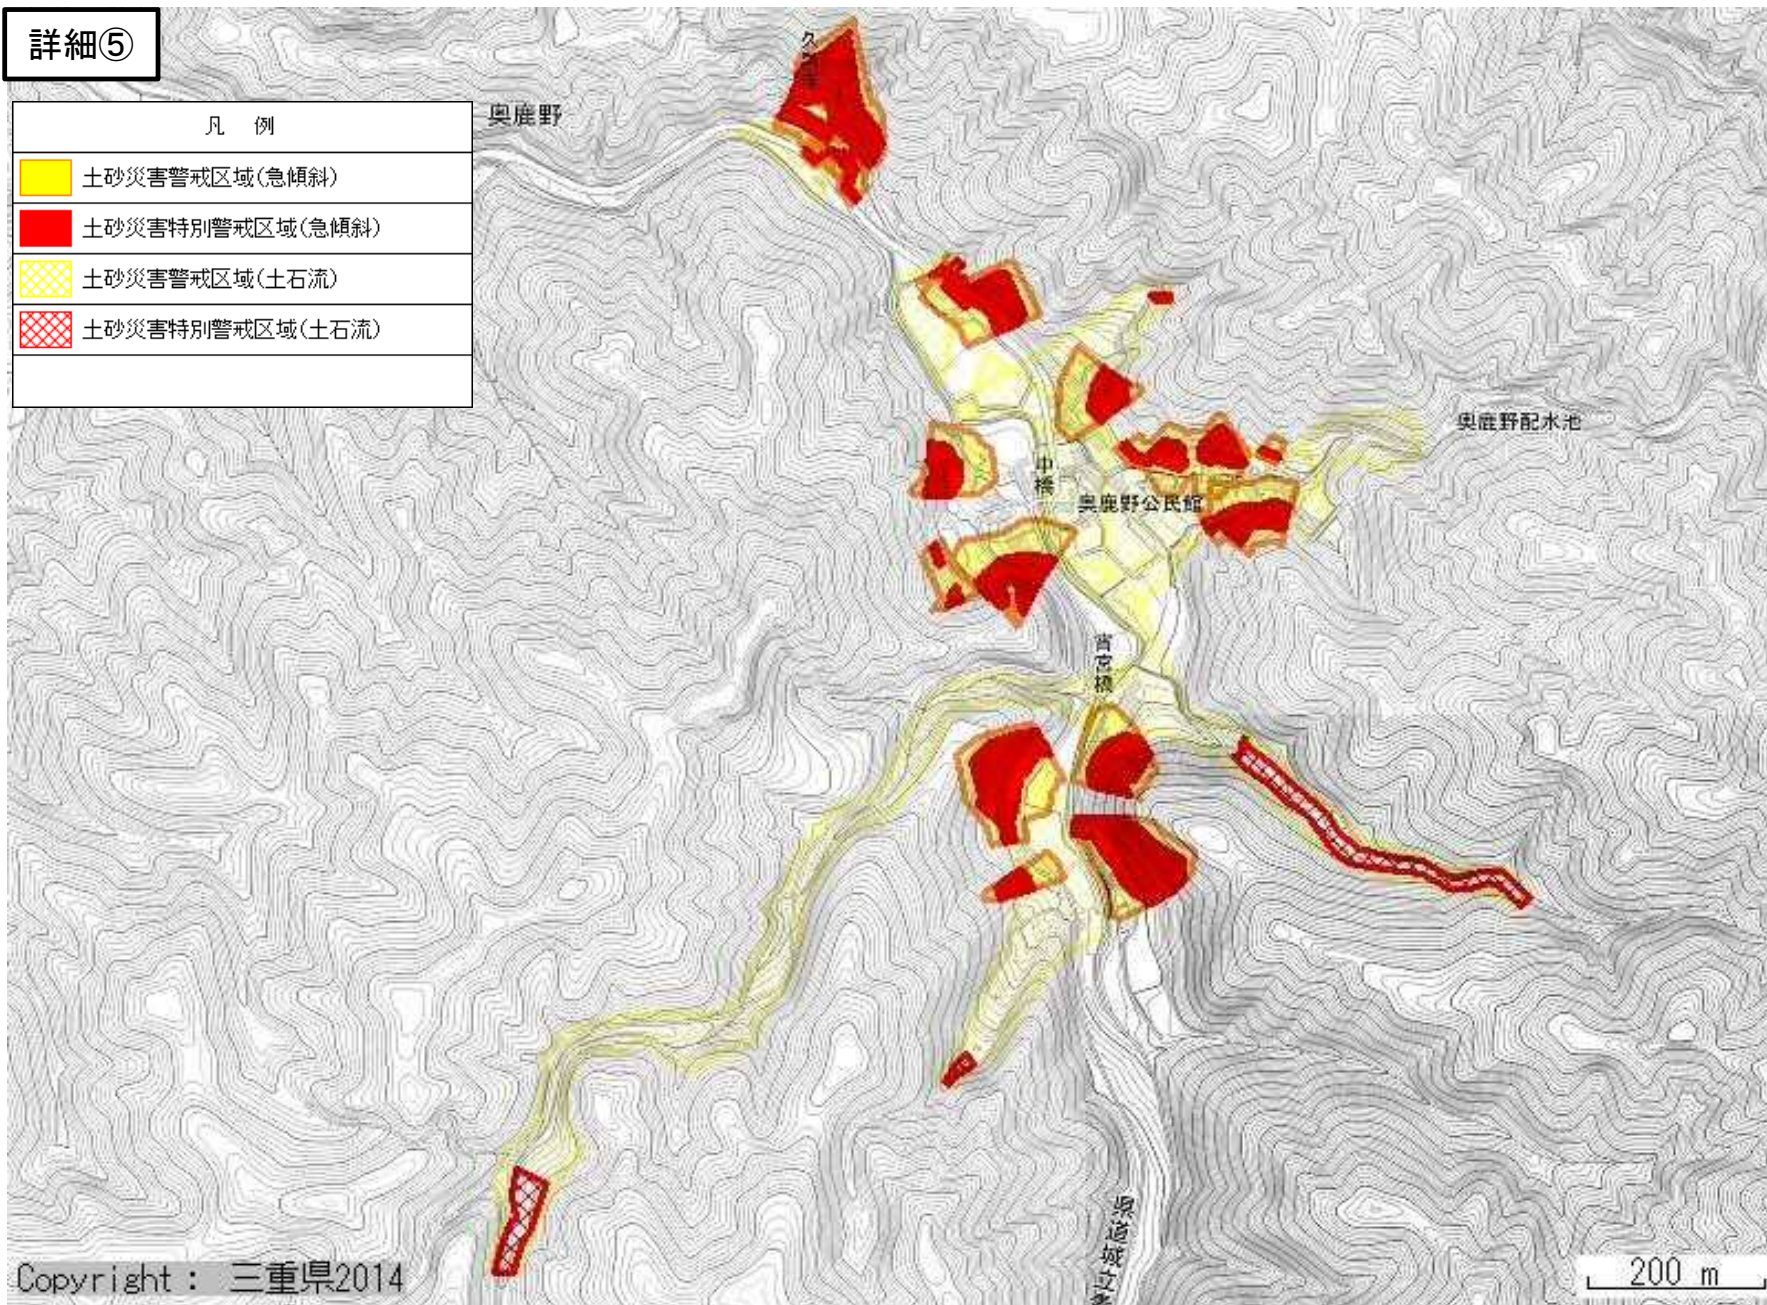 詳細⑤
凡 例
土砂災害警戒区域(急傾斜)
土砂災害特別警戒区域(急傾斜)
土砂災害警戒区域(土石流)
土砂災害特別警戒区域(土石流)
奥鹿野
奥鹿野配水池
中橋
奥鹿野公民館
宵宮橋
県道城立
Copyright : 三重県2014
200 m